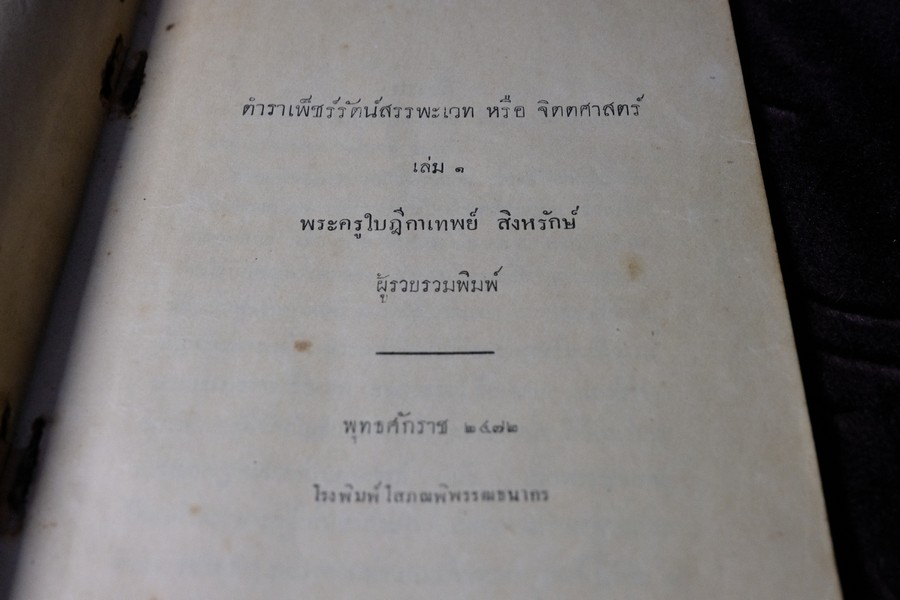 ตำราเพ็ชร์รัตน์สรรพะเวท หรือ จิตตศาสตร์
เล่ม ๑
พระครูใบฎีกาเทพย์ สิงหรักษ์
ผู้รวบรวมพิมพ์
พุทธศักราช ๒๔๗๒
โรงพิมพ์โสภณพิพรรฒธนากร